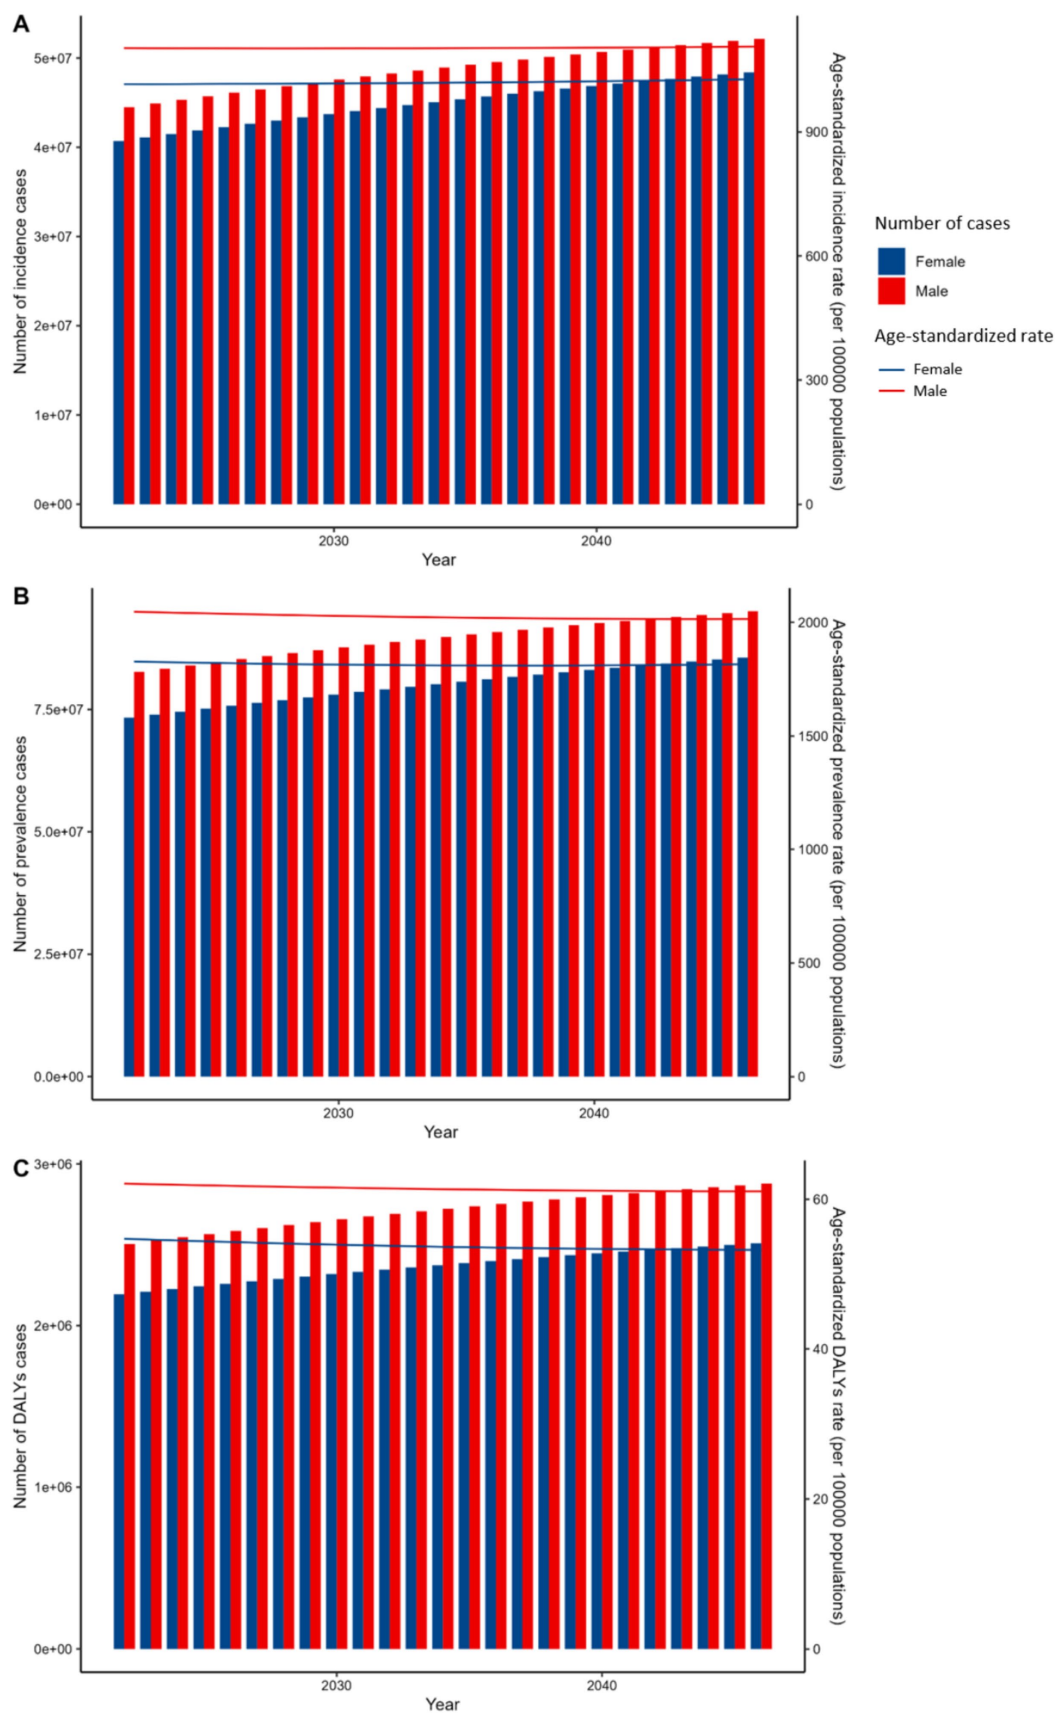 A
5e+07
4e+07
3e+07
2e+07
1e+07
0e+00
Number of incidence cases
2030
2040
Year
900
600
300
0
Age-standardized incidence rate (per 100000 populations)
Number of cases
Female
Male
Age-standardized rate
Female
Male
B
7.5e+07
5.0e+07
2.5e+07
0.0e+00
Number of prevalence cases
2030
2040
Year
2000
1500
1000
500
0
Age-standardized prevalence rate (per 100000 populations)
C
3e+06
2e+06
1e+06
0e+00
Number of DALYs cases
2030
2040
Year
60
40
20
0
Age-standardized DALYs rate (per 100000 populations)